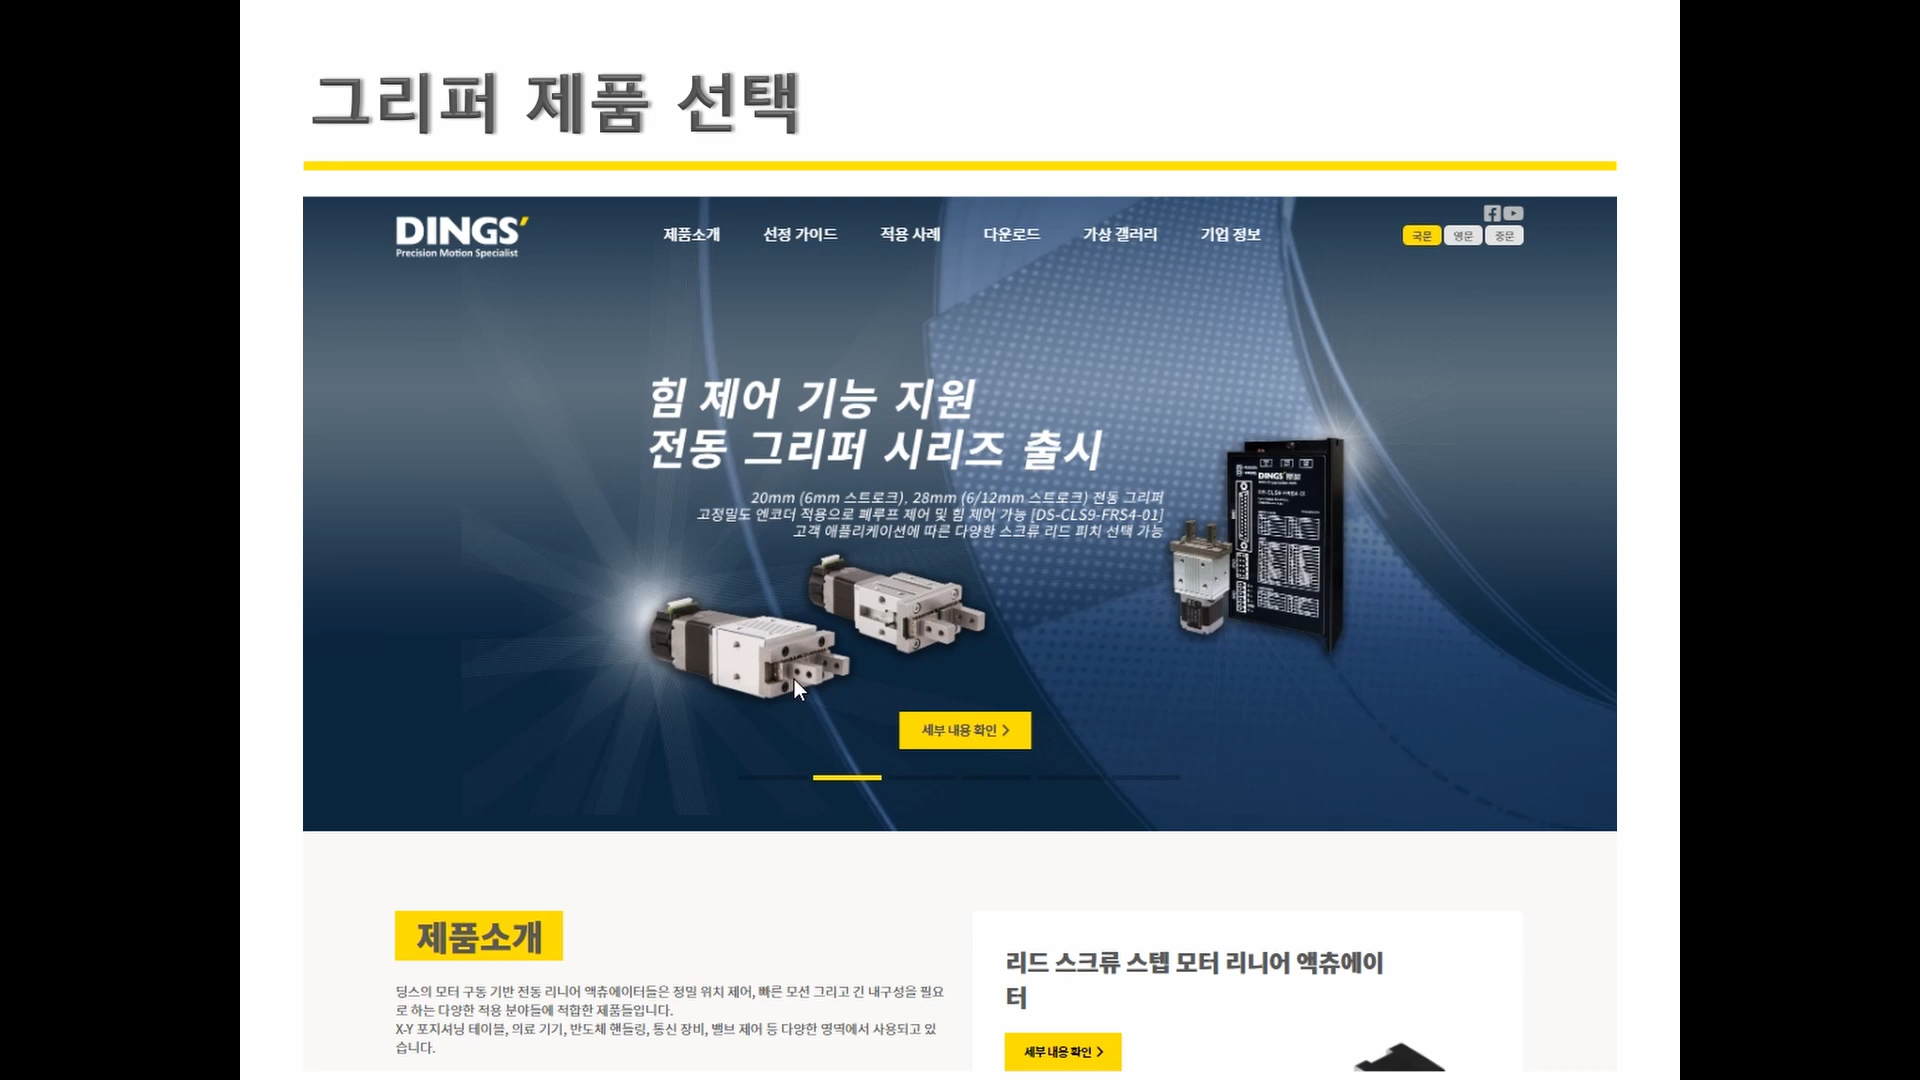 그리퍼 제품 선택
DINGS'
Precision Motion Specialist
제품소개 선정 가이드 적용 사례 다운로드 가상 갤러리 기업 정보
국문 영문 중문
힘 제어 기능 지원
전동 그리퍼 시리즈 출시
20mm (6mm 스트로크), 28mm (6/12mm 스트로크) 전동 그리퍼
고정밀도 엔코더 적용으로 폐루프 제어 및 힘 제어 가능 [DS-CLS9-FRS4-01]
고객 애플리케이션에 따른 다양한 스크류 리드 피치 선택 가능
DINGS'
DS-CLS9-FRS4-01
세부 내용 확인
제품소개
딩스의 모터 구동 기반 전동 리니어 액츄에이터들은 정밀 위치 제어, 빠른 모션 그리고 긴 내구성을 필요
로 하는 다양한 적용 분야들에 적합한 제품들입니다.
X-Y 포지셔닝 테이블, 의료 기기, 반도체 핸들링, 통신 장비, 밸브 제어 등 다양한 영역에서 사용되고 있
습니다.
리드 스크류 스텝 모터 리니어 액츄에이
터
세부 내용 확인